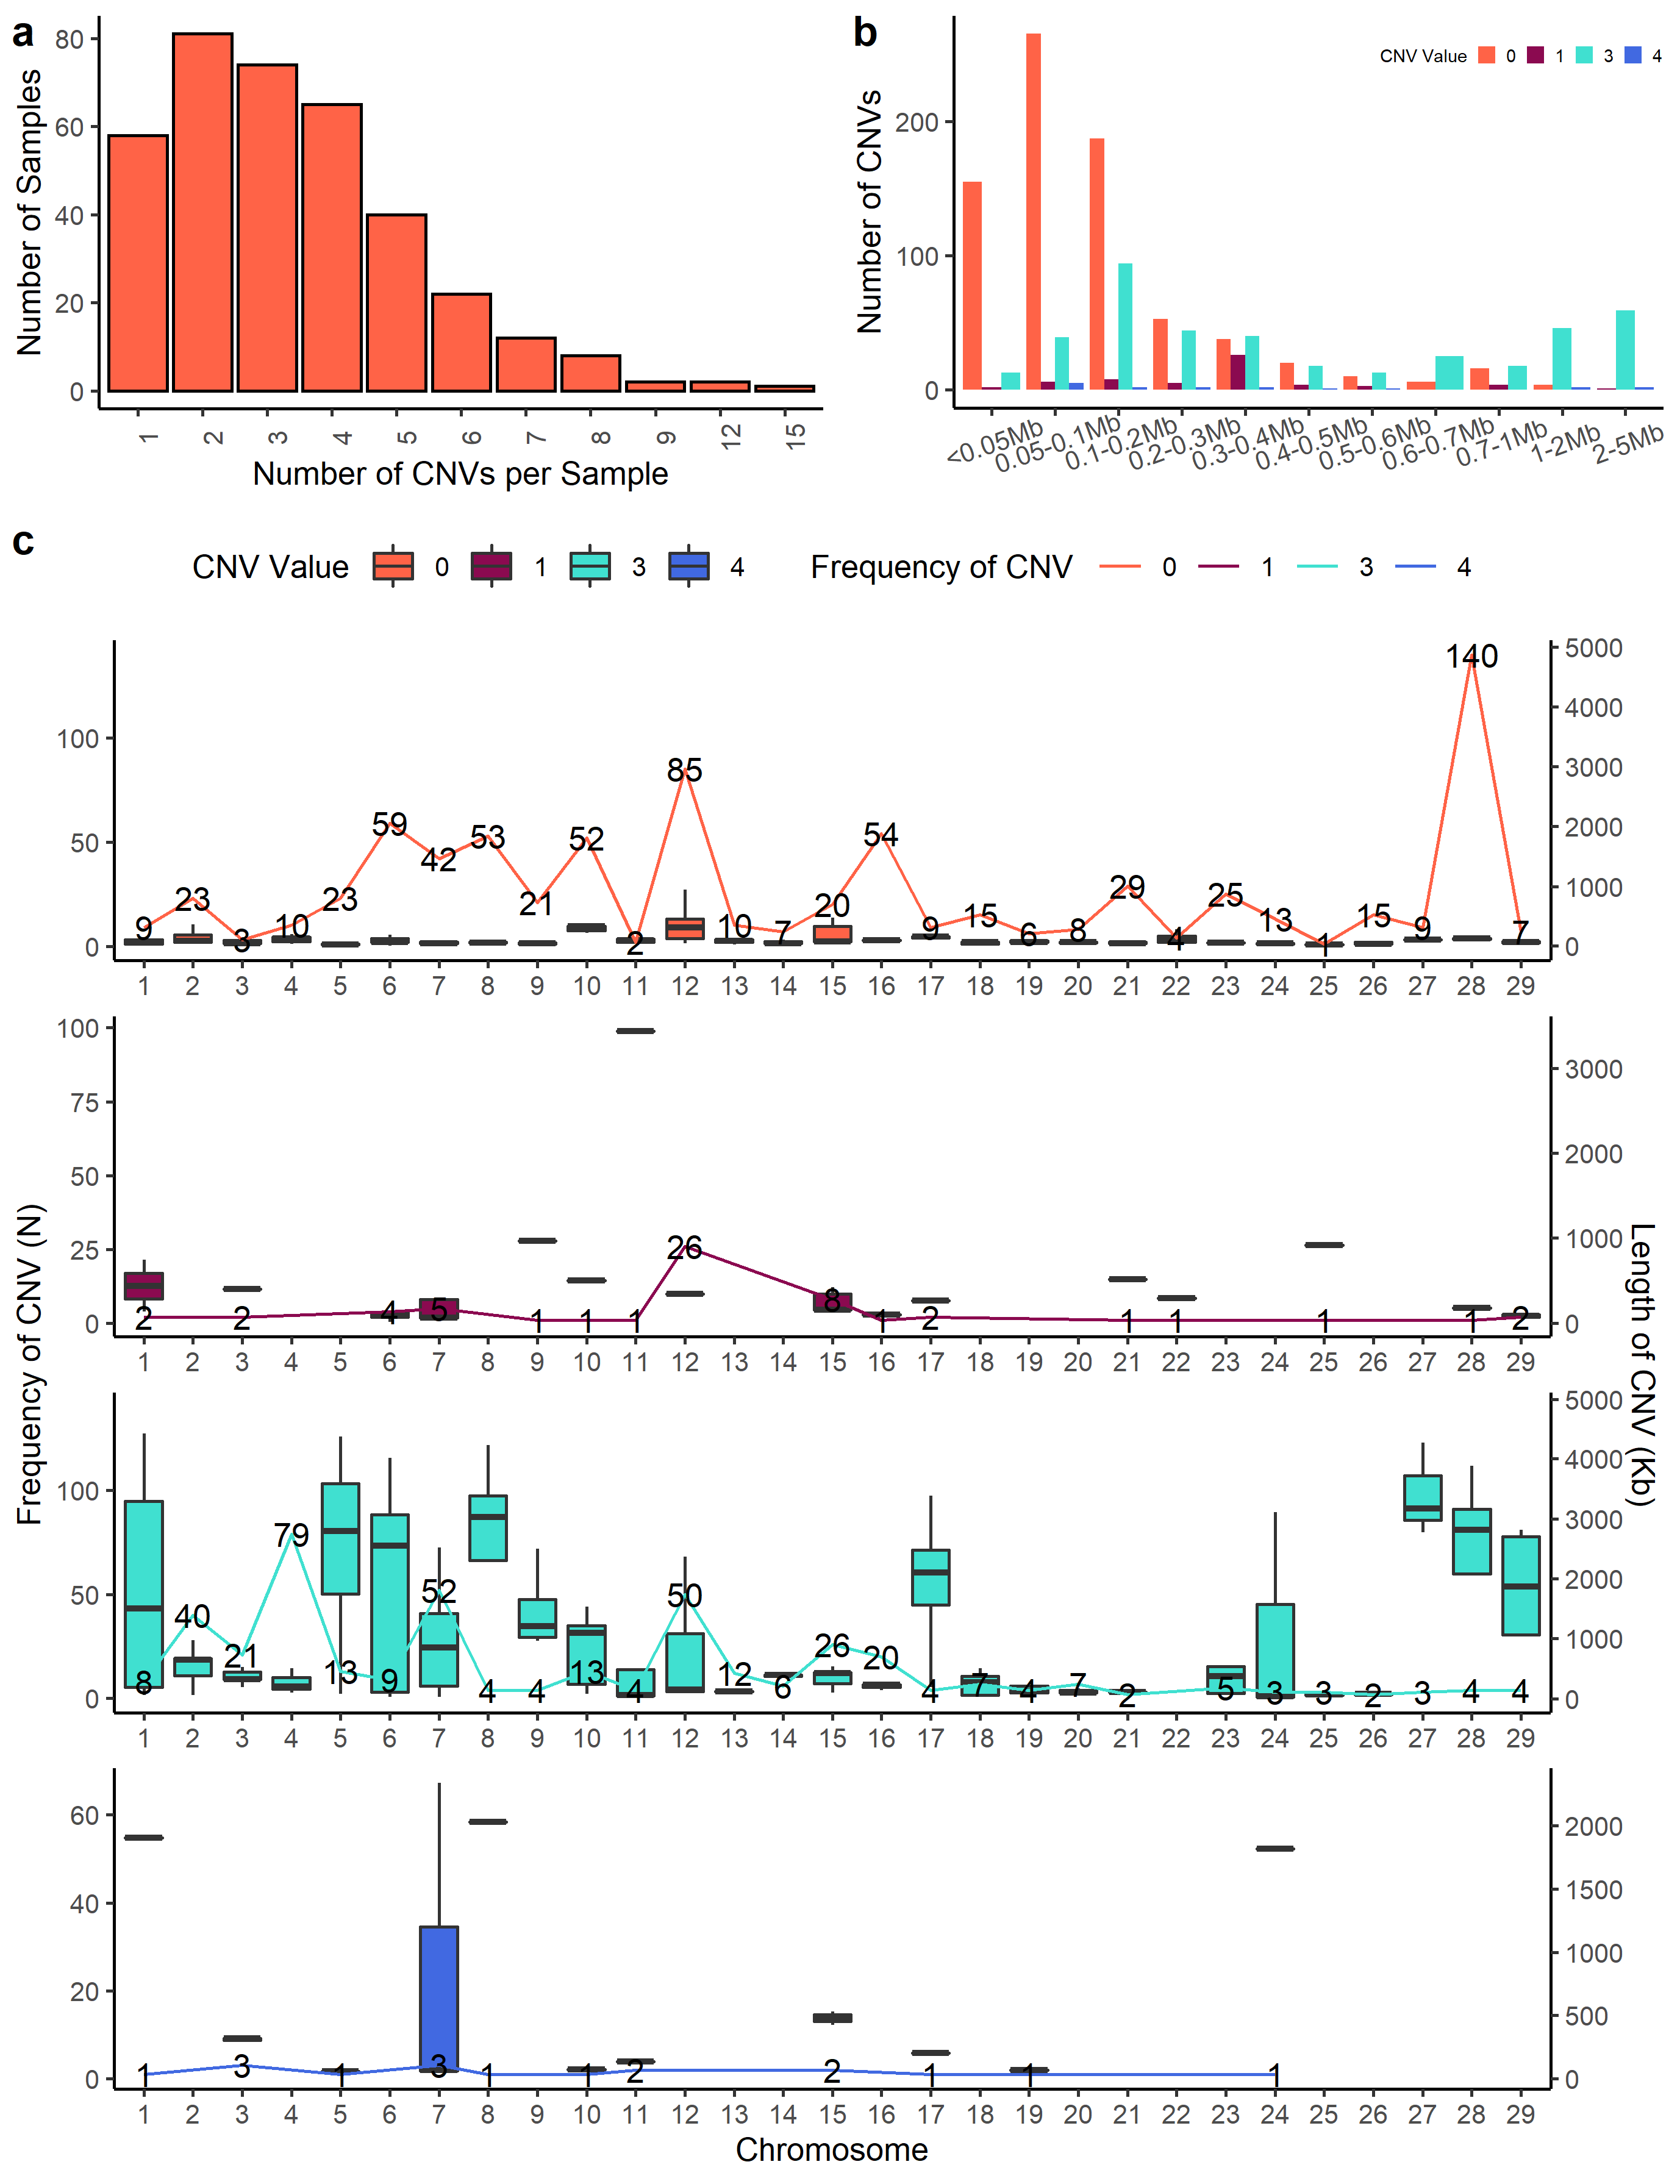 a
80
60
40
20
0
Number of Samples
1 2 3 4 5 6 7 8 9 12 15
Number of CNVs per Sample
b
CNV Value 0 1 3 4
200
100
0
Number of CNVs
<0.05Mb 0.05-0.1Mb 0.1-0.2Mb 0.2-0.3Mb 0.3-0.4Mb 0.4-0.5Mb 0.5-0.6Mb 0.6-0.7Mb 0.7-1Mb 1-2Mb 2-5Mb
c
CNV Value 0 1 3 4 Frequency of CNV 0 1 3 4
Frequency of CNV (N)
Length of CNV (Kb)
100
50
0
9 23 3 10 23 59 42 53 21 52 2 85 10 7 20 54 9 15 6 8 29 4 25 13 1 15 9 140 7
5000
4000
3000
2000
1000
0
1 2 3 4 5 6 7 8 9 10 11 12 13 14 15 16 17 18 19 20 21 22 23 24 25 26 27 28 29
100
75
50
25
0
2 2 4 5 1 1 1 26 8 1 2 1 1 1 1 2
3000
2000
1000
0
1 2 3 4 5 6 7 8 9 10 11 12 13 14 15 16 17 18 19 20 21 22 23 24 25 26 27 28 29
100
50
0
8 40 21 79 13 9 52 4 4 13 4 50 12 6 26 20 4 7 4 7 2 5 3 3 2 3 4 4
5000
4000
3000
2000
1000
0
1 2 3 4 5 6 7 8 9 10 11 12 13 14 15 16 17 18 19 20 21 22 23 24 25 26 27 28 29
60
40
20
0
1 3 1 3 1 1 2 2 1 1 1
2000
1500
1000
500
0
1 2 3 4 5 6 7 8 9 10 11 12 13 14 15 16 17 18 19 20 21 22 23 24 25 26 27 28 29
Chromosome